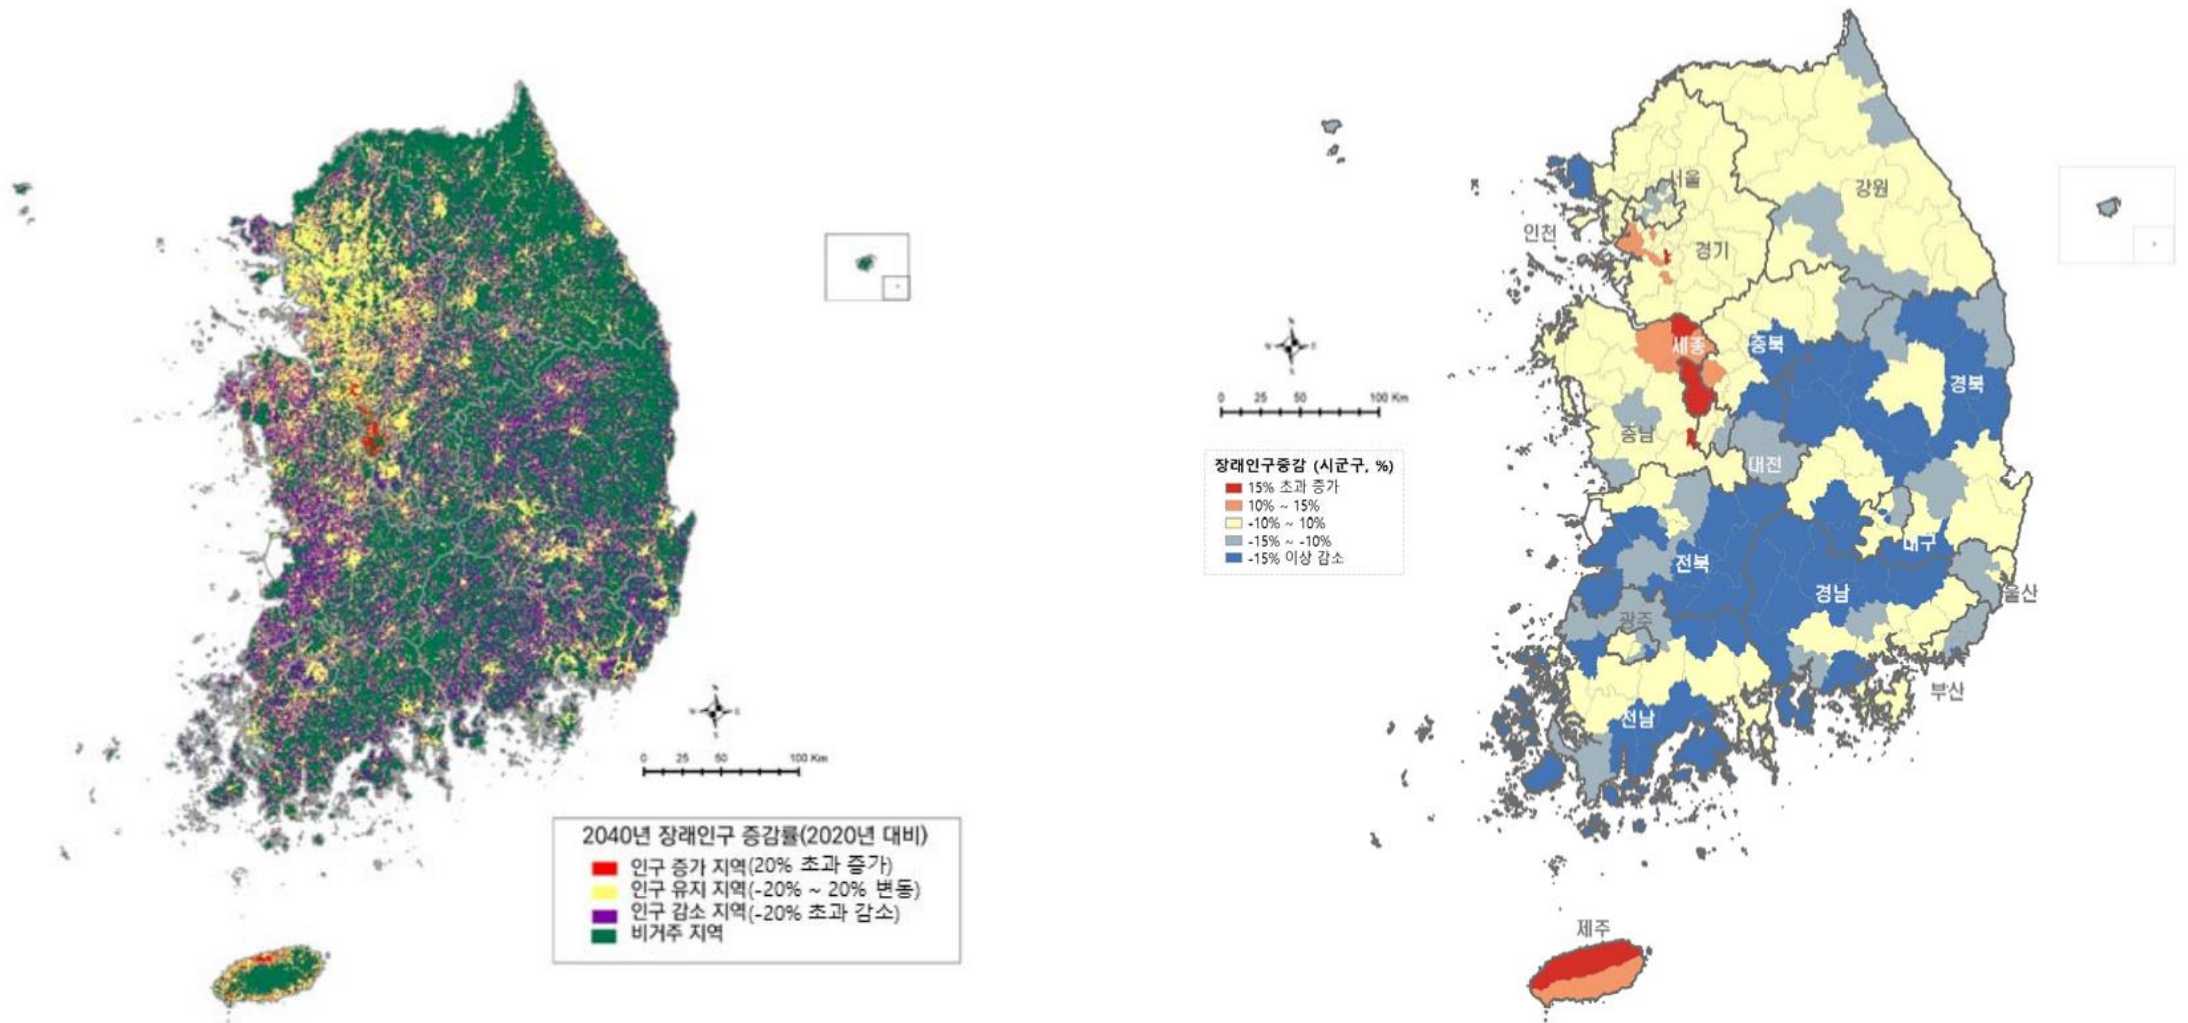 0 25 50 100 Km
2040년 장래인구 증감률(2020년 대비)
인구 증가 지역(20% 초과 증가)
인구 유지 지역(-20% ~ 20% 변동)
인구 감소 지역(-20% 초과 감소)
비거주 지역
서울
강원
인천
경기
세종
충북
경북
충남
대전
대구
전북
경남
울산
광주
부산
전남
제주
0 25 50 100 Km
장래인구증감 (시군구, %)
15% 초과 증가
10% ~ 15%
-10% ~ 10%
-15% ~ -10%
-15% 이상 감소